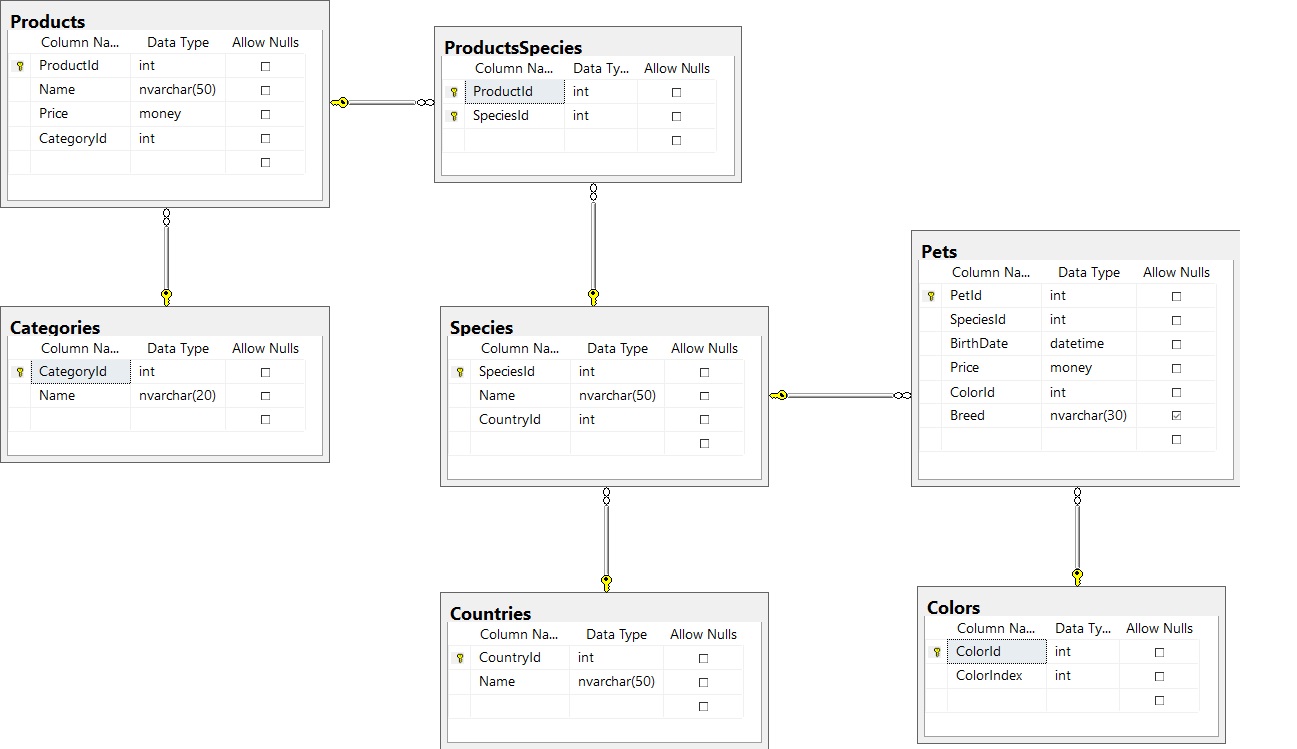 Products
Column Na... Data Type Allow Nulls
ProductId int
Name nvarchar(50)
Price money
CategoryId int
ProductsSpecies
Column Na... Data Ty... Allow Nulls
ProductId int
SpeciesId int
Categories
Column Na... Data Type Allow Nulls
CategoryId int
Name nvarchar(20)
Species
Column Na... Data Type Allow Nulls
SpeciesId int
Name nvarchar(50)
CountryId int
Pets
Column Na... Data Type Allow Nulls
PetId int
SpeciesId int
BirthDate datetime
Price money
ColorId int
Breed nvarchar(30)
Countries
Column Na... Data Type Allow Nulls
CountryId int
Name nvarchar(50)
Colors
Column Na... Data Ty... Allow Nulls
ColorId int
ColorIndex int